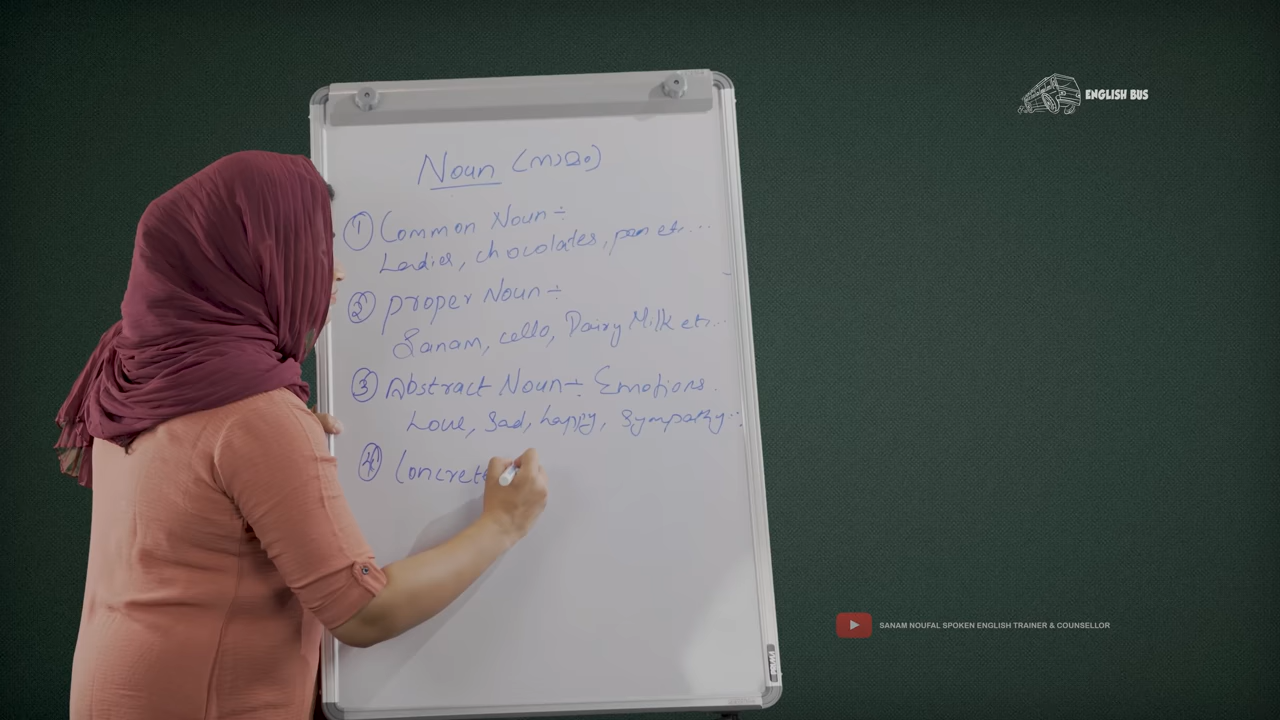 ENGLISH BUS
Noun (നാമം)
① Common Noun ÷
Ladies, chocolates, pen etc...
② Proper Noun ÷
Sanam, cello, Dairy Milk etc...
③ Abstract Noun ÷ Emotions.
Love, Sad, happy, Sympathy...
④ Concrete
SANAM NOUFAL SPOKEN ENGLISH TRAINER & COUNSELLOR